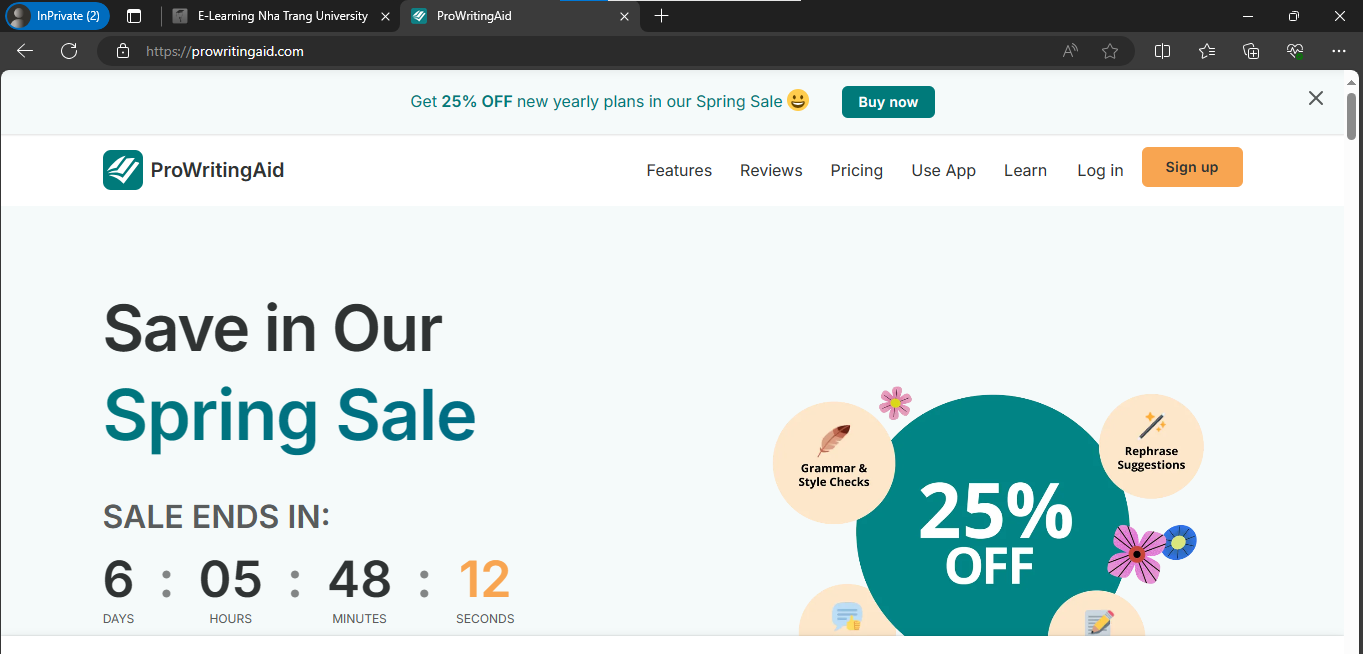 InPrivate (2)
E-Learning Nha Trang University
ProWritingAid
https://prowritingaid.com
Get 25% OFF new yearly plans in our Spring Sale
Buy now
ProWritingAid
Features
Reviews
Pricing
Use App
Learn
Log in
Sign up
Save in Our
Spring Sale
SALE ENDS IN:
6 : 05 : 48 : 12
DAYS HOURS MINUTES SECONDS
Grammar &
Style Checks
25%
OFF
Rephrase
Suggestions